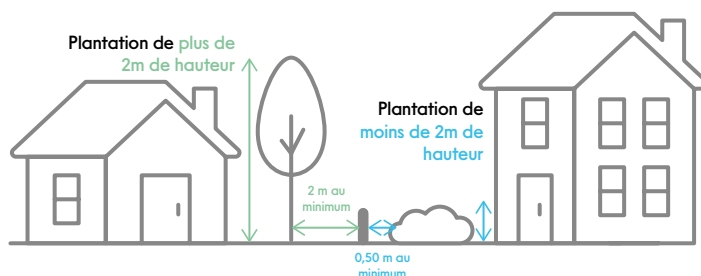 Plantation de plus de
2m de hauteur
Plantation de
moins de 2m de
hauteur
2 m au
minimum
0,50 m au
minimum